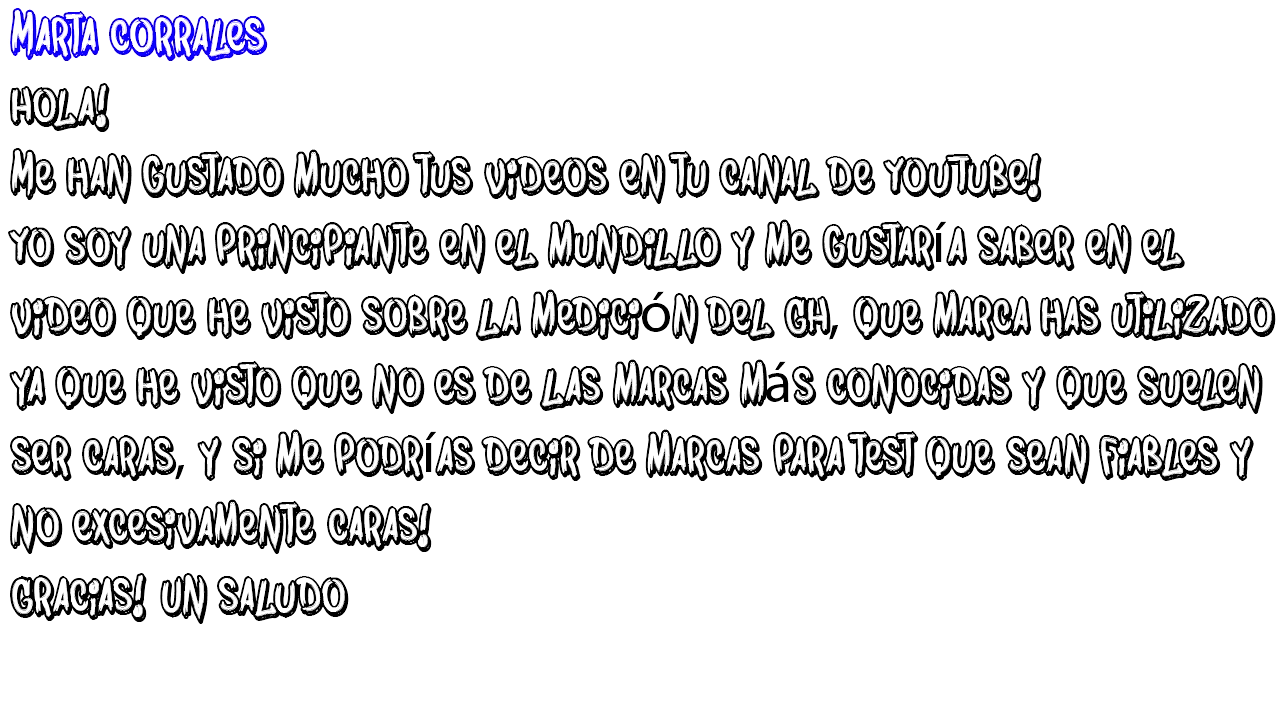 Marta Corrales
Hola!
Me han gustado mucho tus videos en tu canal de youtube!
Yo soy una principiante en el mundillo y me gustaría saber en el
video que he visto sobre la medición del GH, que marca has utilizado
ya que he visto que no es de las marcas más conocidas y que suelen
ser caras, y si me podrías decir de marcas para test que sean fiables y
no excesivamente caras!
Gracias! Un saludo